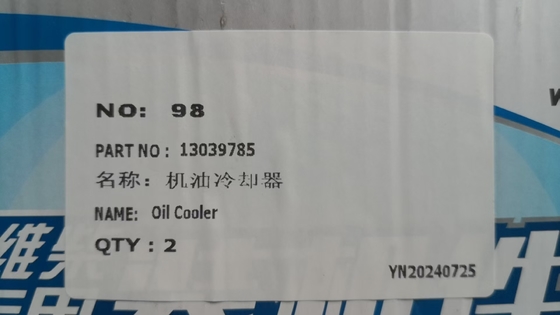 NO: 98
PART NO: 13039785
名称: 机油冷却器
NAME: Oil Cooler
QTY: 2
YN20240725